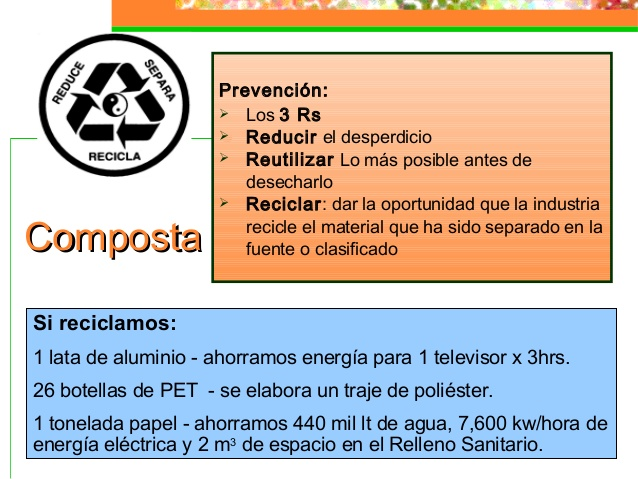 REDUCE
SEPARA
RECICLA
Composta
Prevención:
Los 3 Rs
Reducir el desperdicio
Reutilizar Lo más posible antes de
desecharlo
Reciclar: dar la oportunidad que la industria
recicle el material que ha sido separado en la
fuente o clasificado
Si reciclamos:
1 lata de aluminio - ahorramos energía para 1 televisor x 3hrs.
26 botellas de PET - se elabora un traje de poliéster.
1 tonelada papel - ahorramos 440 mil lt de agua, 7,600 kw/hora de
energía eléctrica y 2 m³ de espacio en el Relleno Sanitario.